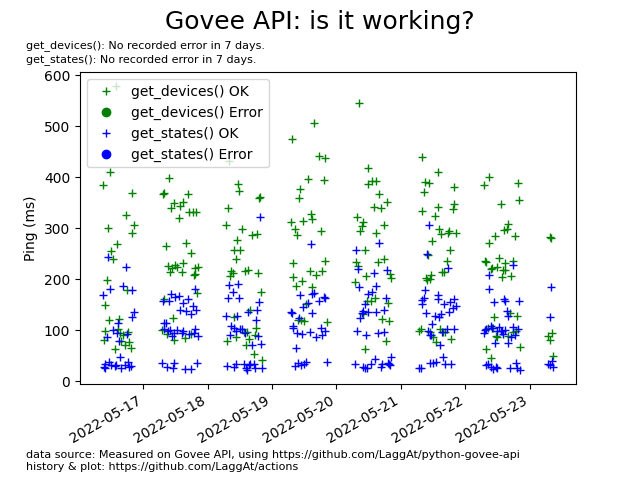 Govee API: is it working?
get_devices(): No recorded error in 7 days.
get_states(): No recorded error in 7 days.
600
500
400
300
200
100
0
Ping (ms)
get_devices() OK
get_devices() Error
get_states() OK
get_states() Error
2022-05-17
2022-05-18
2022-05-19
2022-05-20
2022-05-21
2022-05-22
2022-05-23
data source: Measured on Govee API, using https://github.com/LaggAt/python-govee-api
history & plot: https://github.com/LaggAt/actions